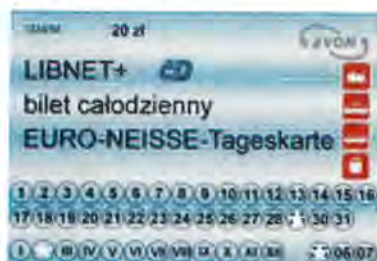 20 zł
LIBNET+ ČD
bilet całodzienny
EURO-NEISSE-Tageskarte
1 2 3 4 5 6 7 8 9 10 11 12 13 14 15 16
17 18 19 20 21 22 23 24 25 26 27 28 30 31
I III IV V VI VII VIII IX X XI XII 06 07